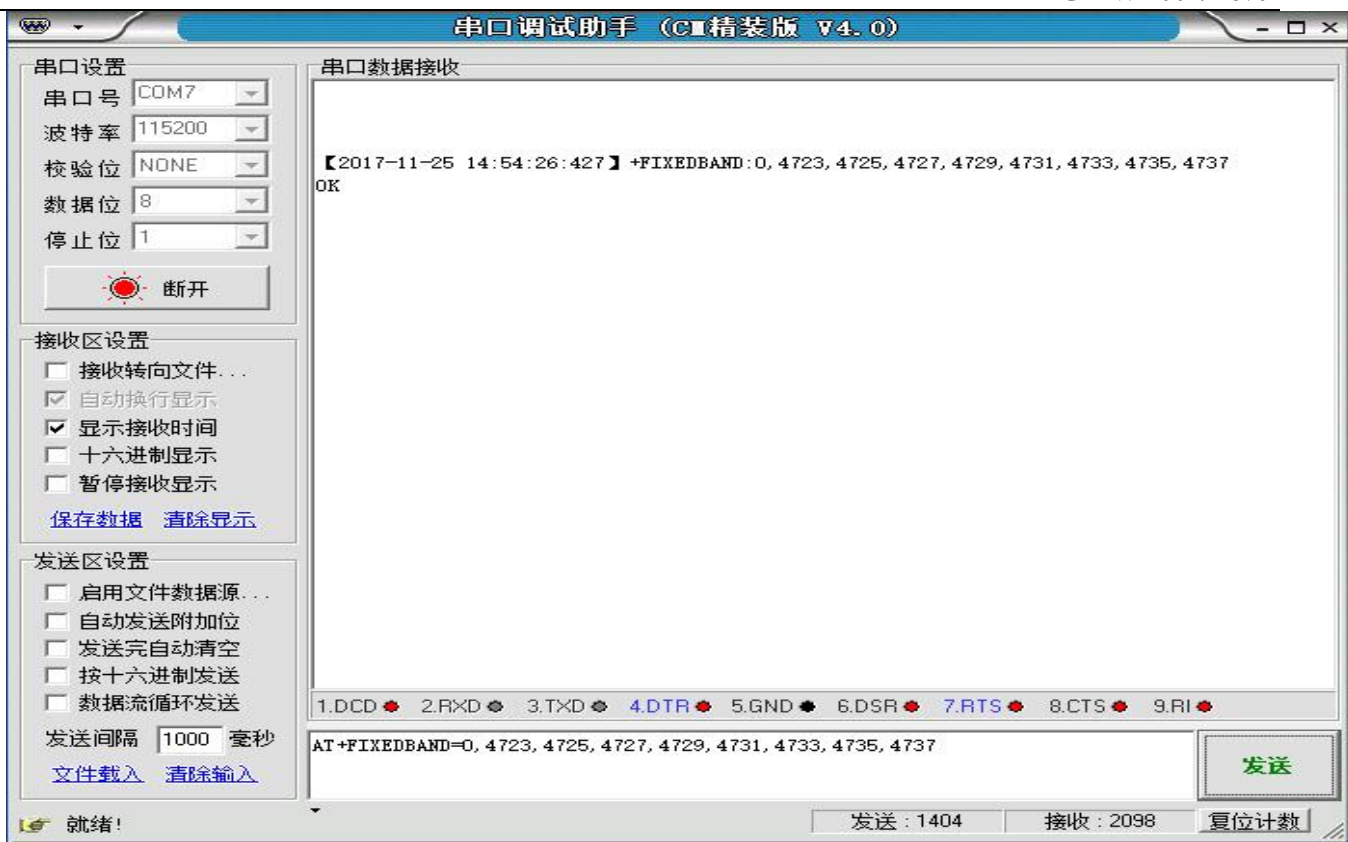 串口调试助手 (CM精装版 V4.0)
串口设置
串口号 COM7
波特率 115200
校验位 NONE
数据位 8
停止位 1
断开
接收区设置
接收转向文件...
自动换行显示
显示接收时间
十六进制显示
暂停接收显示
保存数据 清除显示
发送区设置
启用文件数据源...
自动发送附加位
发送完自动清空
按十六进制发送
数据流循环发送
发送间隔 1000 毫秒
文件载入 清除输入
串口数据接收
【2017-11-25 14:54:26:427】+FIXEDBAND:0,4723,4725,4727,4729,4731,4733,4735,4737
OK
1.DCD 2.RXD 3.TXD 4.DTR 5.GND 6.DSR 7.RTS 8.CTS 9.RI
AT+FIXEDBAND=0,4723,4725,4727,4729,4731,4733,4735,4737
发送
就绪!
发送:1404 接收:2098 复位计数